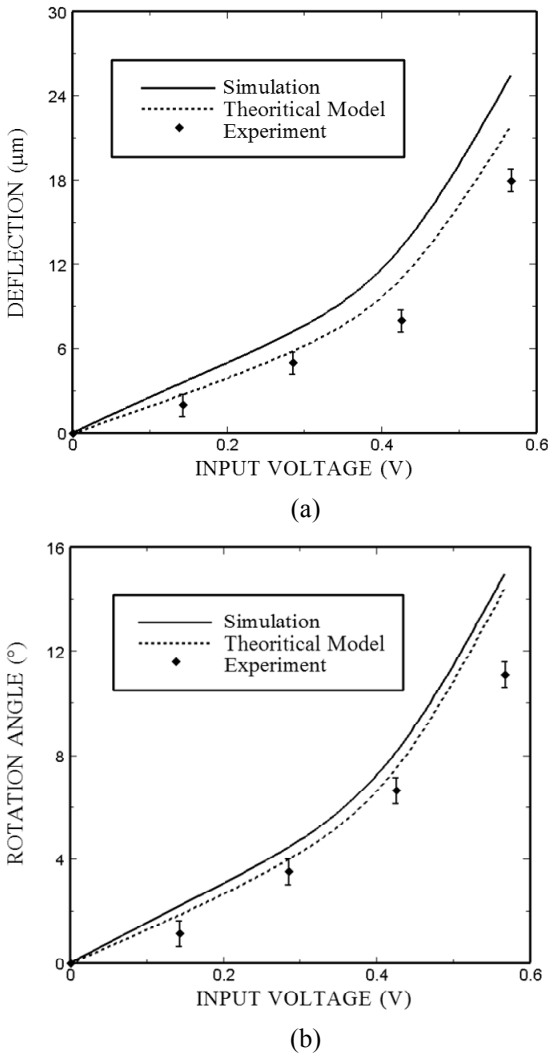 30
24
18
12
6
0
DEFLECTION (μm)
Simulation
Theoritical Model
Experiment
0 0.2 0.4 0.6
INPUT VOLTAGE (V)
(a)
16
12
8
4
0
ROTATION ANGLE (°)
Simulation
Theoritical Model
Experiment
0 0.2 0.4 0.6
INPUT VOLTAGE (V)
(b)